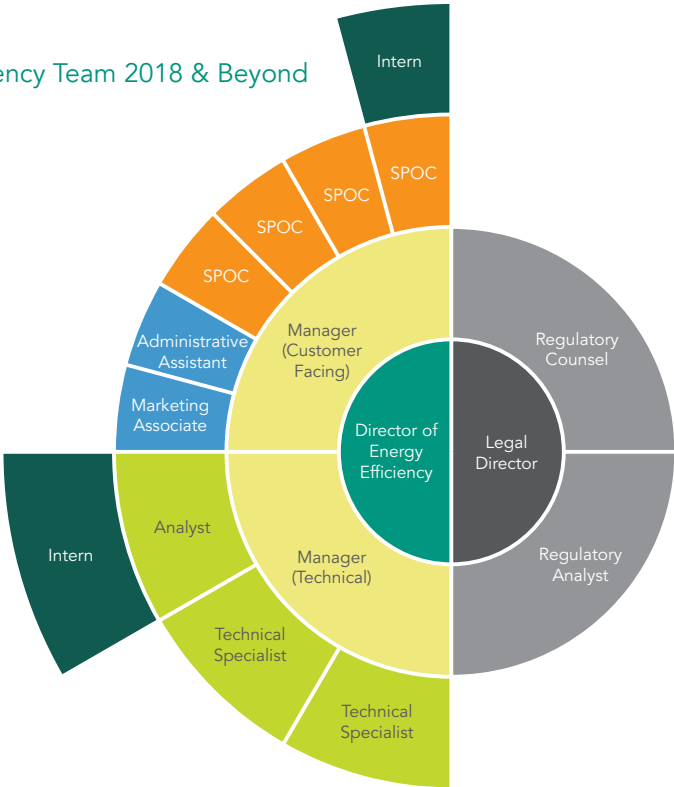 ency Team 2018 & Beyond
Intern
SPOC
SPOC
SPOC
SPOC
Administrative
Assistant
Marketing
Associate
Manager
(Customer
Facing)
Regulatory
Counsel
Director of
Energy
Efficiency
Legal
Director
Analyst
Intern
Manager
(Technical)
Regulatory
Analyst
Technical
Specialist
Technical
Specialist